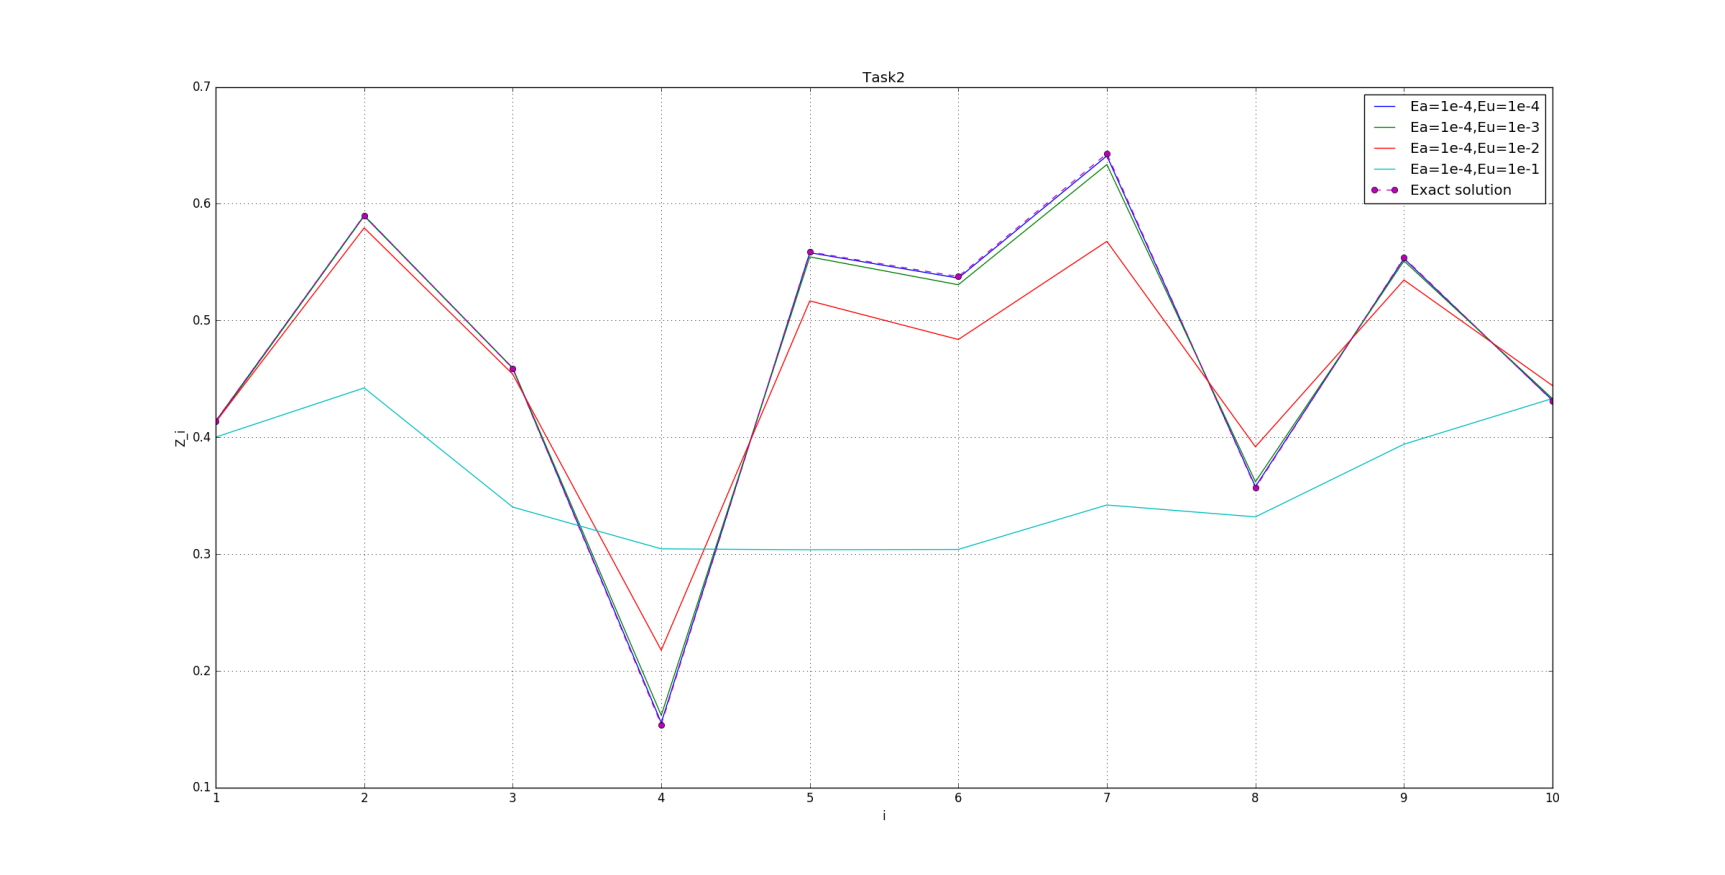 Task2
0.7
0.6
0.5
0.4
0.3
0.2
0.1
Z_i
1 2 3 4 5 6 7 8 9 10
i
Ea=1e-4,Eu=1e-4
Ea=1e-4,Eu=1e-3
Ea=1e-4,Eu=1e-2
Ea=1e-4,Eu=1e-1
Exact solution